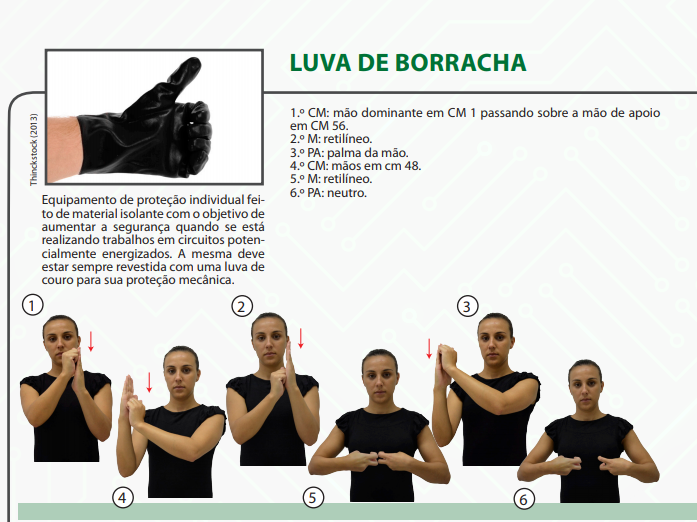 LUVA DE BORRACHA
Thinckstock (2013)
1.º CM: mão dominante em CM 1 passando sobre a mão de apoio
em CM 56.
2.º M: retilíneo.
3.º PA: palma da mão.
4.º CM: mãos em cm 48.
5.º M: retilíneo.
6.º PA: neutro.
Equipamento de proteção individual fei-
to de material isolante com o objetivo de
aumentar a segurança quando se está
realizando trabalhos em circuitos poten-
cialmente energizados. A mesma deve
estar sempre revestida com uma luva de
couro para sua proteção mecânica.
1
2
3
4
5
6